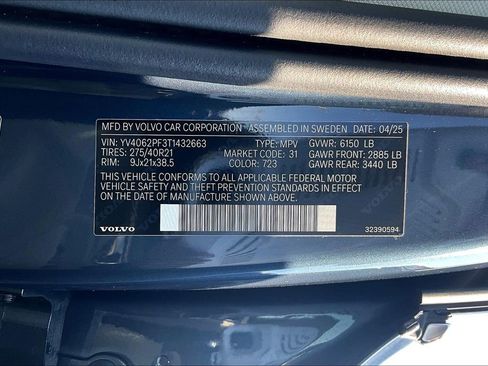 MFD BY VOLVO CAR CORPORATION ASSEMBLED IN SWEDEN 04/25
VIN: YV4062PF3T1432663 TYPE: MPV GVWR: 6150 LB
TIRES: 275/40R21 MARKET CODE: 31 GAWR FRONT: 2885 LB
RIM: 9Jx21x38.5 COLOR: 723 GAWR REAR: 3440 LB
THIS VEHICLE CONFORMS TO ALL APPLICABLE FEDERAL MOTOR
VEHICLE SAFETY AND THEFT PREVENTION STANDARDS IN EFFECT
ON THE DATE OF MANUFACTURE SHOWN ABOVE
VOLVO 32390594